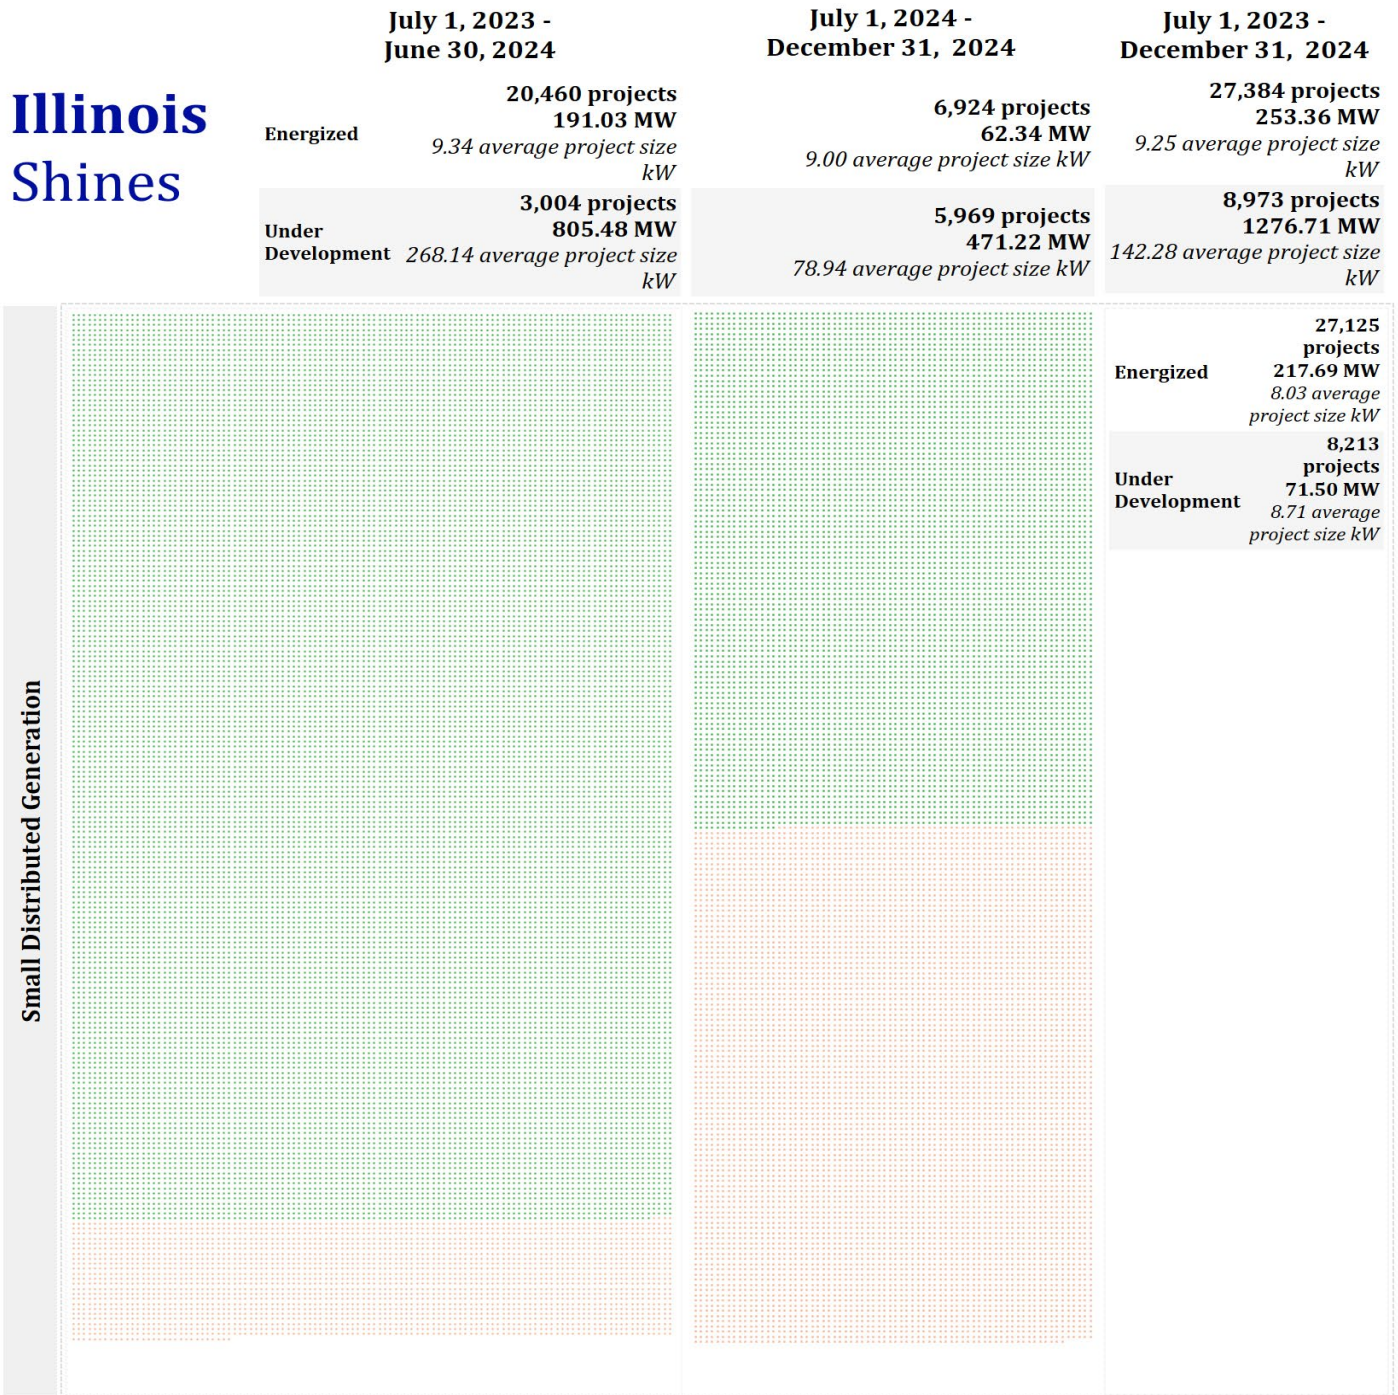 July 1, 2023 -
June 30, 2024
July 1, 2024 -
December 31, 2024
July 1, 2023 -
December 31, 2024
Illinois
Shines
Energized
20,460 projects
191.03 MW
9.34 average project size
kW
6,924 projects
62.34 MW
9.00 average project size kW
27,384 projects
253.36 MW
9.25 average project size
kW
Under
Development
3,004 projects
805.48 MW
268.14 average project size
kW
5,969 projects
471.22 MW
78.94 average project size kW
8,973 projects
1276.71 MW
142.28 average project size
kW
Small Distributed Generation
Energized
27,125
projects
217.69 MW
8.03 average
project size kW
Under
Development
8,213
projects
71.50 MW
8.71 average
project size kW